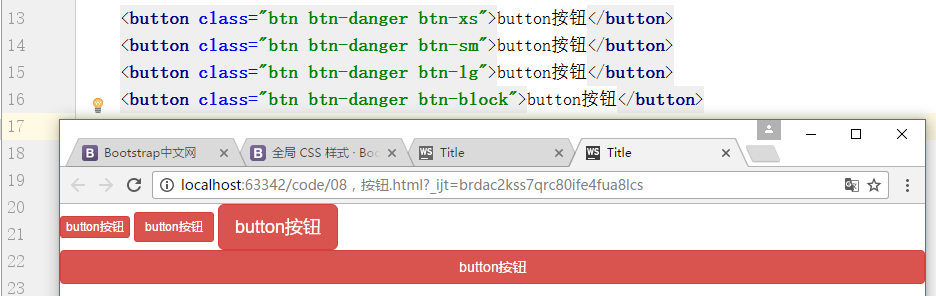 13 <button class="btn btn-danger btn-xs">button按钮</button>
14 <button class="btn btn-danger btn-sm">button按钮</button>
15 <button class="btn btn-danger btn-lg">button按钮</button>
16 <button class="btn btn-danger btn-block">button按钮</button>
17
18 Bootstrap中文网 全局 CSS 样式 · Boo WS Title WS Title
19 localhost:63342/code/08，按钮.html?_ijt=brdac2kss7qrc80ife4fua8lcs
20
21 button按钮 button按钮 button按钮
22 button按钮
23